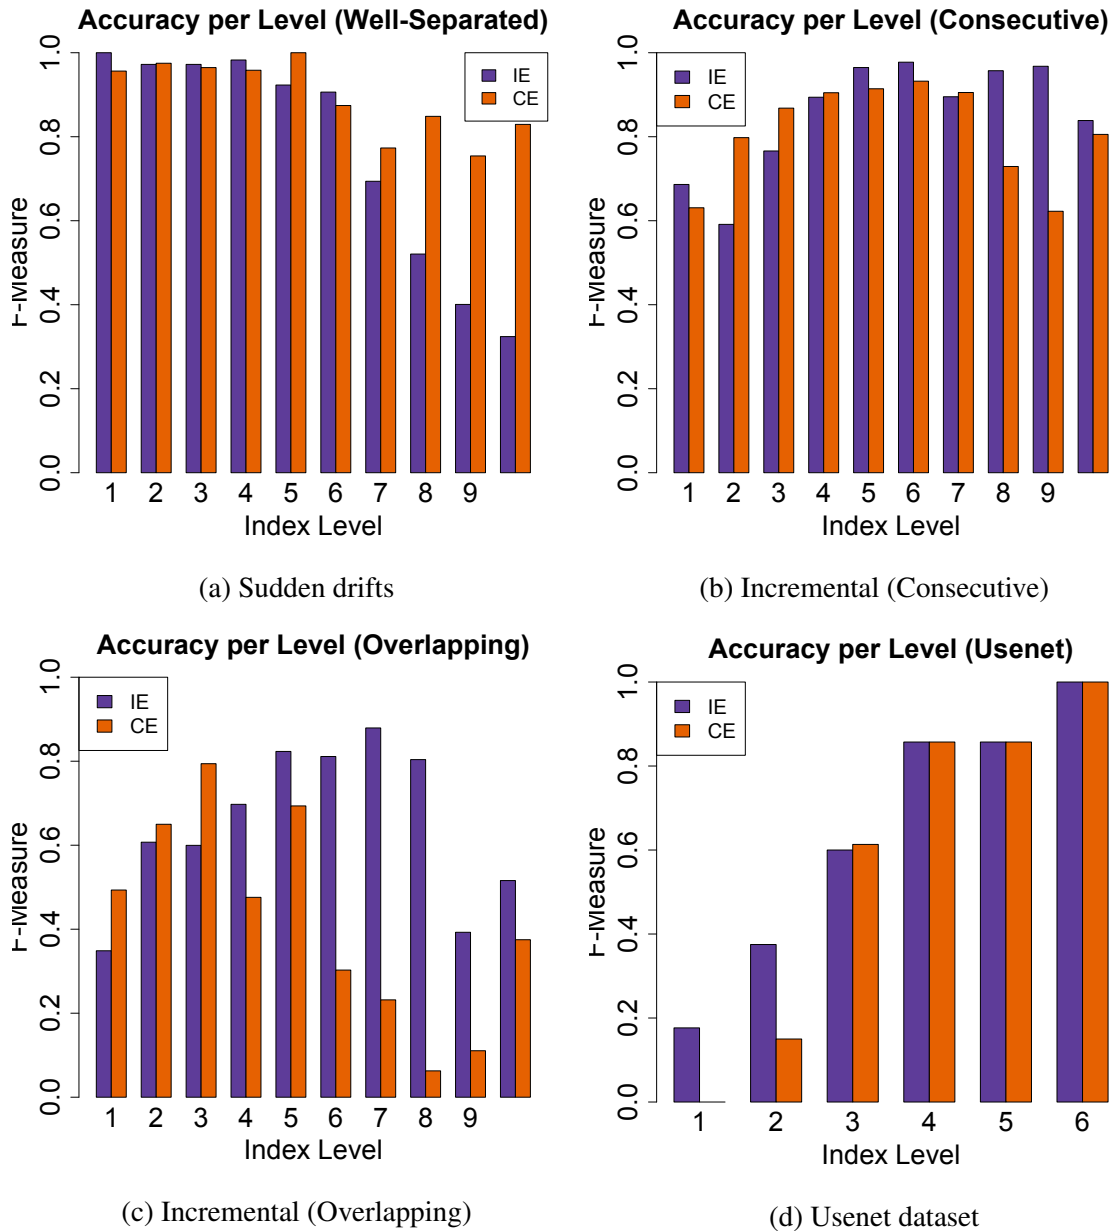 Accuracy per Level (Well-Separated)
F-Measure
0.0 0.2 0.4 0.6 0.8 1.0
IE
CE
1 2 3 4 5 6 7 8 9
Index Level
(a) Sudden drifts
Accuracy per Level (Consecutive)
F-Measure
0.0 0.2 0.4 0.6 0.8 1.0
IE
CE
1 2 3 4 5 6 7 8 9
Index Level
(b) Incremental (Consecutive)
Accuracy per Level (Overlapping)
F-Measure
0.0 0.2 0.4 0.6 0.8 1.0
IE
CE
1 2 3 4 5 6 7 8 9
Index Level
(c) Incremental (Overlapping)
Accuracy per Level (Usenet)
F-Measure
0.0 0.2 0.4 0.6 0.8 1.0
IE
CE
1 2 3 4 5 6
Index Level
(d) Usenet dataset